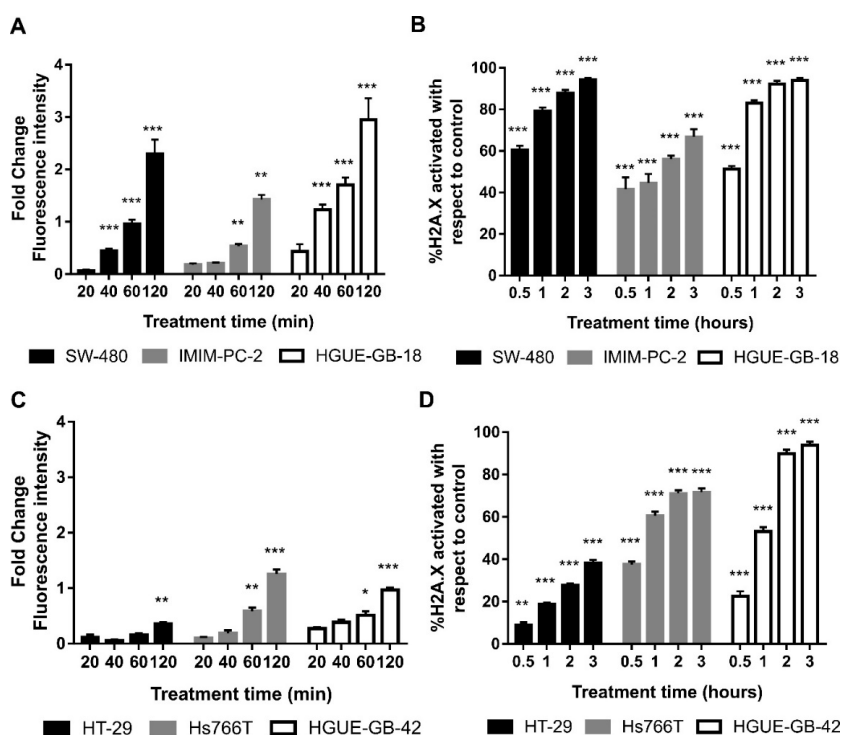 A
Fold Change
Fluorescence intensity
4
3
2
1
0
***
***
***
**
**
***
***
***
20 40 60 120 20 40 60 120 20 40 60 120
Treatment time (min)
SW-480 IMIM-PC-2 HGUE-GB-18
B
%H2A.X activated with
respect to control
100
80
60
40
20
0
***
***
***
***
***
***
***
***
***
***
***
***
0.5 1 2 3 0.5 1 2 3 0.5 1 2 3
Treatment time (hours)
SW-480 IMIM-PC-2 HGUE-GB-18
C
Fold Change
Fluorescence intensity
4
3
2
1
0
**
**
***
*
***
20 40 60 120 20 40 60 120 20 40 60 120
Treatment time (min)
HT-29 Hs766T HGUE-GB-42
D
%H2A.X activated with
respect to control
100
80
60
40
20
0
**
***
***
***
***
***
***
***
***
***
***
***
0.5 1 2 3 0.5 1 2 3 0.5 1 2 3
Treatment time (hours)
HT-29 Hs766T HGUE-GB-42